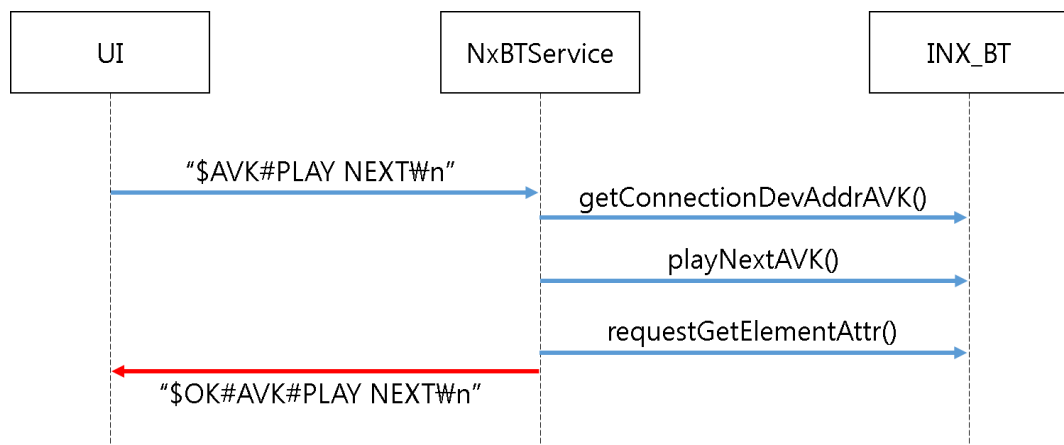 UI
NxBTService
INX_BT
“$AVK#PLAY NEXT₩n”
getConnectionDevAddrAVK()
playNextAVK()
requestGetElementAttr()
“$OK#AVK#PLAY NEXT₩n”